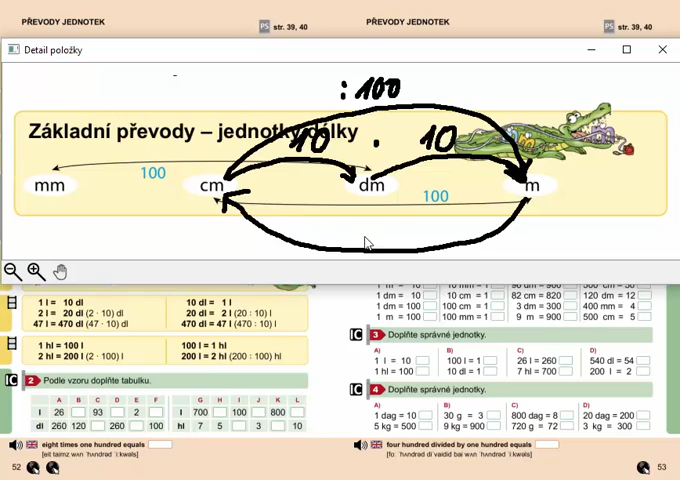 PŘEVODY JEDNOTEK
PS str. 39, 40
PŘEVODY JEDNOTEK
PS str. 39, 40
Detail položky
: 100
Základní převody – jednotky délky
10 · 10
100
mm cm dm m
100
1 l = 10 dl
2 l = 20 dl (2 · 10) dl
47 l = 470 dl (47 · 10) dl
10 dl = 1 l
20 dl = 2 l (20 : 10) l
470 dl = 47 l (470 : 10) l
1 hl = 100 l
2 hl = 200 l (2 · 100) l
100 l = 1 hl
200 l = 2 hl (200 : 100) hl
2 Podle vzoru doplňte tabulku.
A B C D E F
l 26 93 2
dl 260 120 260 100
G H I J K L
l 700 100 800
hl 7 5 3 10
eight times one hundred equals
52
1 dm = 10
1 dm = 100
1 m = 100
10 cm = 1
100 cm = 1
10 mm = 1
82 cm = 820
3 dm = 300
9 m = 900
120 dm = 12
400 mm = 4
500 cm = 5
3 Doplňte správné jednotky.
A) B) C) D)
1 l = 10 100 l = 1 26 l = 260 540 dl = 54
1 hl = 100 10 dl = 1 7 hl = 700 200 l = 2
4 Doplňte správné jednotky.
A) B) C) D)
1 dag = 10 30 g = 3 800 dag = 8 20 dag = 200
5 kg = 500 9 kg = 900 720 g = 72 3 kg = 300
four hundred divided by one hundred equals
53